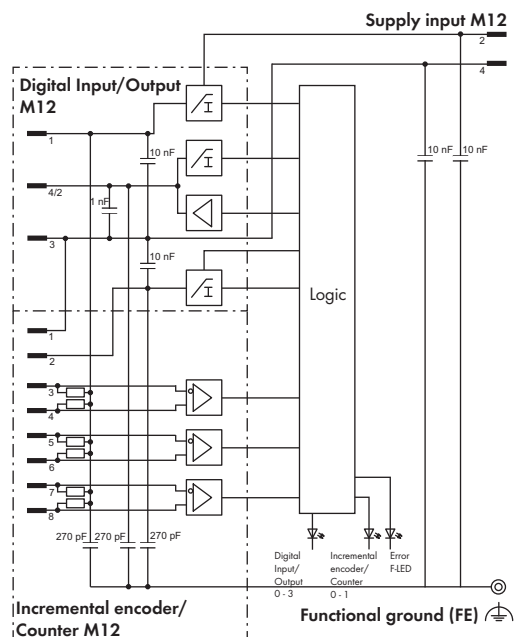 Supply input M12
2
4
Digital Input/Output
M12
1
10 nF
10 nF
10 nF
4/2
1 nF
3
10 nF
Logic
1
2
3
4
5
6
7
8
270 pF
270 pF
270 pF
Digital
Input/
Output
0 - 3
Incremental
encoder/
Counter
0 - 1
Error
F-LED
Incremental encoder/
Counter M12
Functional ground (FE)